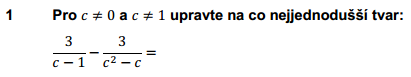 1 Pro c ≠ 0 a c ≠ 1 upravte na co nejjednodušší tvar:
3/(c − 1) − 3/(c² − c) =